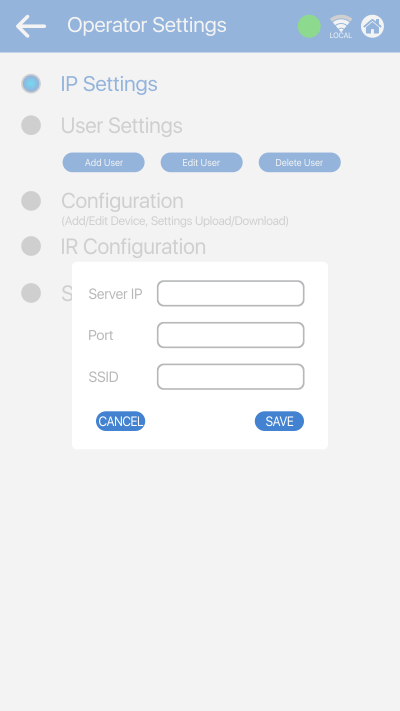 Operator Settings
LOCAL
IP Settings
User Settings
Add User
Edit User
Delete User
Configuration
(Add/Edit Device, Settings Upload/Download)
IR Configuration
S
Server IP
Port
SSID
CANCEL
SAVE